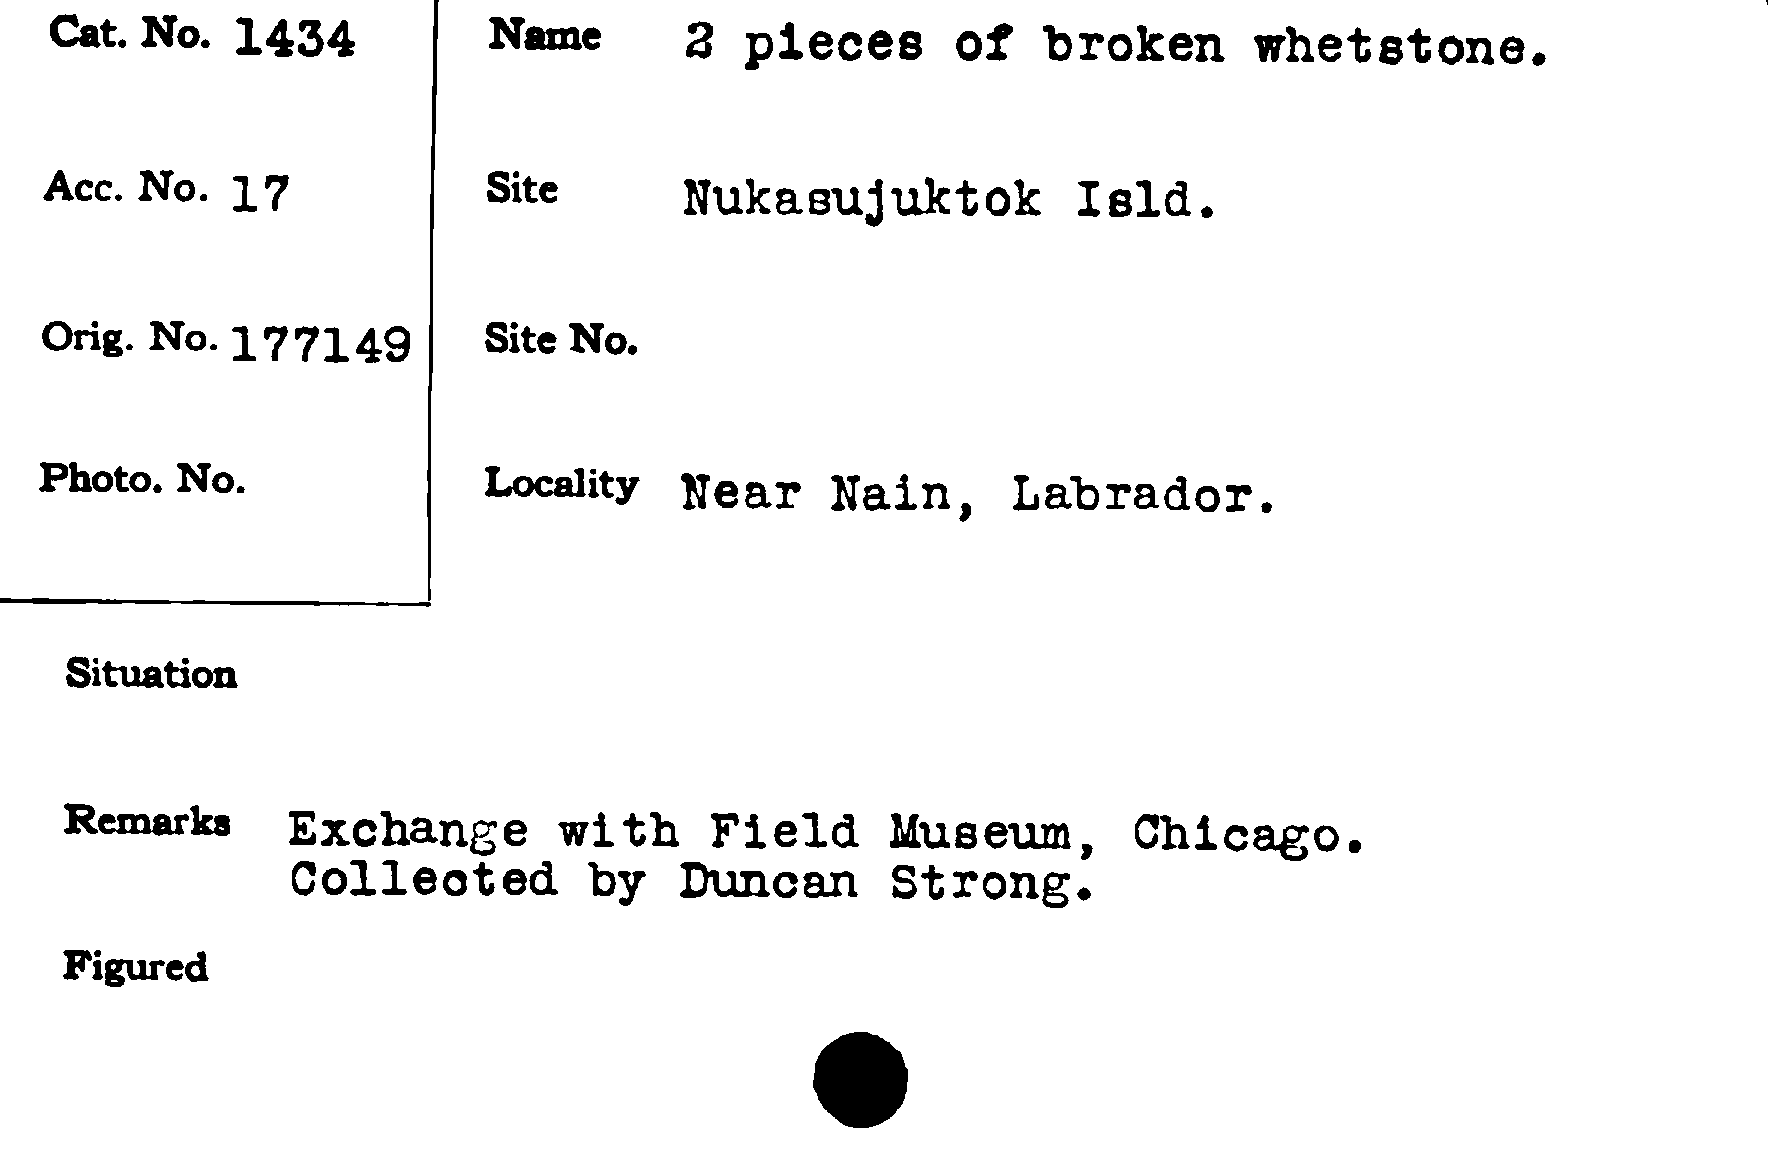 Cat. No. 1434
Name 2 pieces of broken whetstone.
Acc. No. 17
Site Nukasujuktok Isld.
Orig. No. 177149
Site No.
Photo. No.
Locality Near Nain, Labrador.
Situation
Remarks Exchange with Field Museum, Chicago.
Collected by Duncan Strong.
Figured